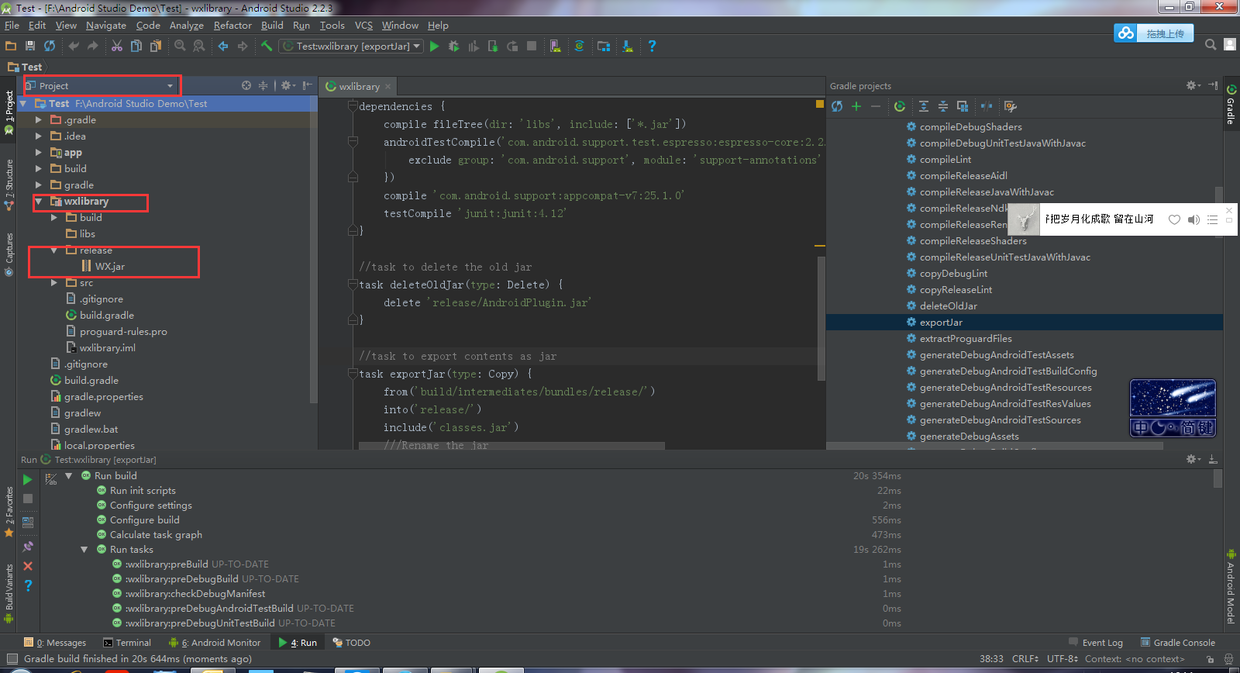 Test - [F:\Android Studio Demo\Test] - wxlibrary - Android Studio 2.2.3
File Edit View Navigate Code Analyze Refactor Build Run Tools VCS Window Help
Test:wxlibrary [exportJar]
拖拽上传
Test
Project
wxlibrary
Gradle projects
1: Project
7: Structure
Captures
2: Favorites
Build Variants
Test F:\Android Studio Demo\Test
.gradle
.idea
app
build
gradle
wxlibrary
build
libs
release
WX.jar
src
.gitignore
build.gradle
proguard-rules.pro
wxlibrary.iml
.gitignore
build.gradle
gradle.properties
gradlew
gradlew.bat
local.properties
dependencies {
compile fileTree(dir: 'libs', include: ['*.jar'])
androidTestCompile('com.android.support.test.espresso:espresso-core:2.2
exclude group: 'com.android.support', module: 'support-annotations'
})
compile 'com.android.support:appcompat-v7:25.1.0'
testCompile 'junit:junit:4.12'
}
//task to delete the old jar
task deleteOldJar(type: Delete) {
delete 'release/AndroidPlugin.jar'
}
//task to export contents as jar
task exportJar(type: Copy) {
from('build/intermediates/bundles/release/')
into('release/')
include('classes.jar')
///Rename the jar
compileDebugShaders
compileDebugUnitTestJavaWithJavac
compileLint
compileReleaseAidl
compileReleaseJavaWithJavac
compileReleaseNdk
compileReleaseRen
compileReleaseShaders
compileReleaseUnitTestJavaWithJavac
copyDebugLint
copyReleaseLint
deleteOldJar
exportJar
extractProguardFiles
generateDebugAndroidTestAssets
generateDebugAndroidTestBuildConfig
generateDebugAndroidTestResources
generateDebugAndroidTestResValues
generateDebugAndroidTestSources
generateDebugAssets
把岁月化成歌 留在山河
中 简键
Gradle
Android Model
Run Test:wxlibrary [exportJar]
Run build 20s 354ms
Run init scripts 22ms
Configure settings 2ms
Configure build 556ms
Calculate task graph 473ms
Run tasks 19s 262ms
:wxlibrary:preBuild UP-TO-DATE 1ms
:wxlibrary:preDebugBuild UP-TO-DATE 1ms
:wxlibrary:checkDebugManifest 1ms
:wxlibrary:preDebugAndroidTestBuild UP-TO-DATE 0ms
:wxlibrary:preDebugUnitTestBuild UP-TO-DATE 0ms
0: Messages Terminal 6: Android Monitor 4: Run TODO Event Log Gradle Console
Gradle build finished in 20s 644ms (moments ago) 38:33 CRLF UTF-8 Context: <no context>